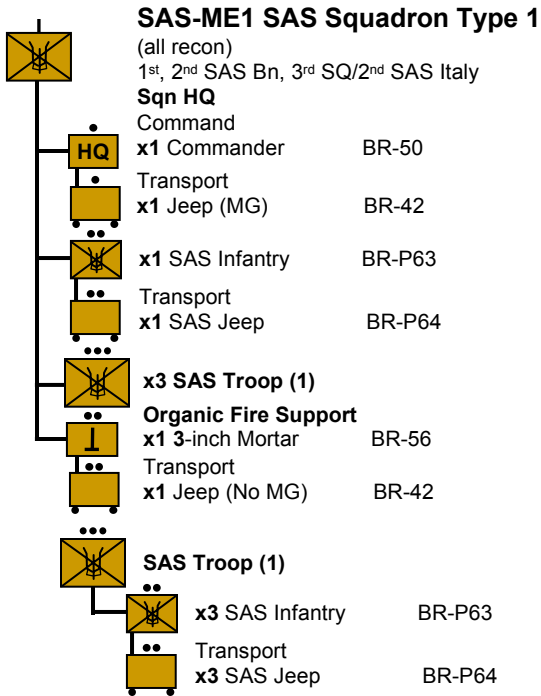 SAS-ME1 SAS Squadron Type 1
(all recon)
1st, 2nd SAS Bn, 3rd SQ/2nd SAS Italy
Sqn HQ
Command
HQ x1 Commander BR-50
Transport
x1 Jeep (MG) BR-42
x1 SAS Infantry BR-P63
Transport
x1 SAS Jeep BR-P64
x3 SAS Troop (1)
Organic Fire Support
x1 3-inch Mortar BR-56
Transport
x1 Jeep (No MG) BR-42
SAS Troop (1)
x3 SAS Infantry BR-P63
Transport
x3 SAS Jeep BR-P64